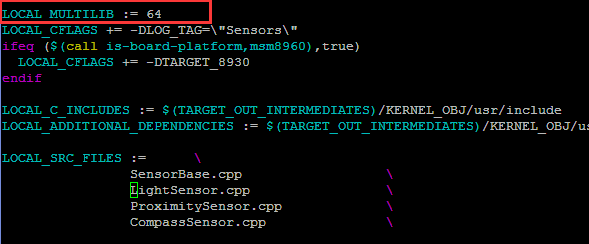 LOCAL_MULTILIB := 64
LOCAL_CFLAGS += -DLOG_TAG=\"Sensors\"
ifeq ($(call is-board-platform,msm8960),true)
  LOCAL_CFLAGS += -DTARGET_8930
endif
LOCAL_C_INCLUDES := $(TARGET_OUT_INTERMEDIATES)/KERNEL_OBJ/usr/include
LOCAL_ADDITIONAL_DEPENDENCIES := $(TARGET_OUT_INTERMEDIATES)/KERNEL_OBJ/us
LOCAL_SRC_FILES :=      \
                SensorBase.cpp                  \
                LightSensor.cpp                 \
                ProximitySensor.cpp             \
                CompassSensor.cpp               \